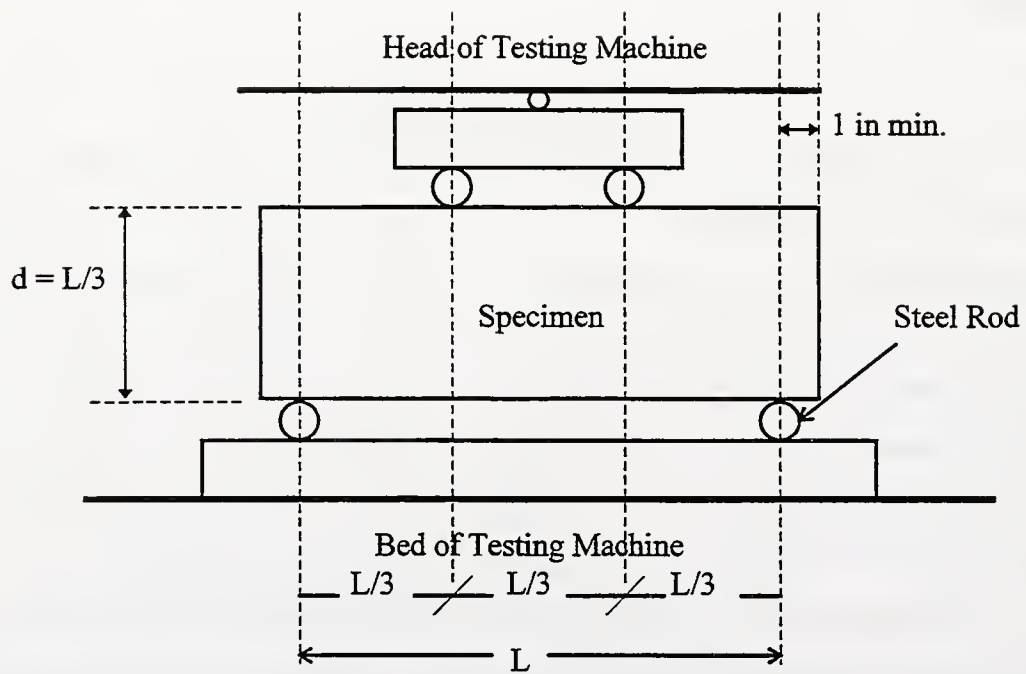 Head of Testing Machine
1 in min.
d = L/3
Specimen
Steel Rod
Bed of Testing Machine
L/3 L/3 L/3
L